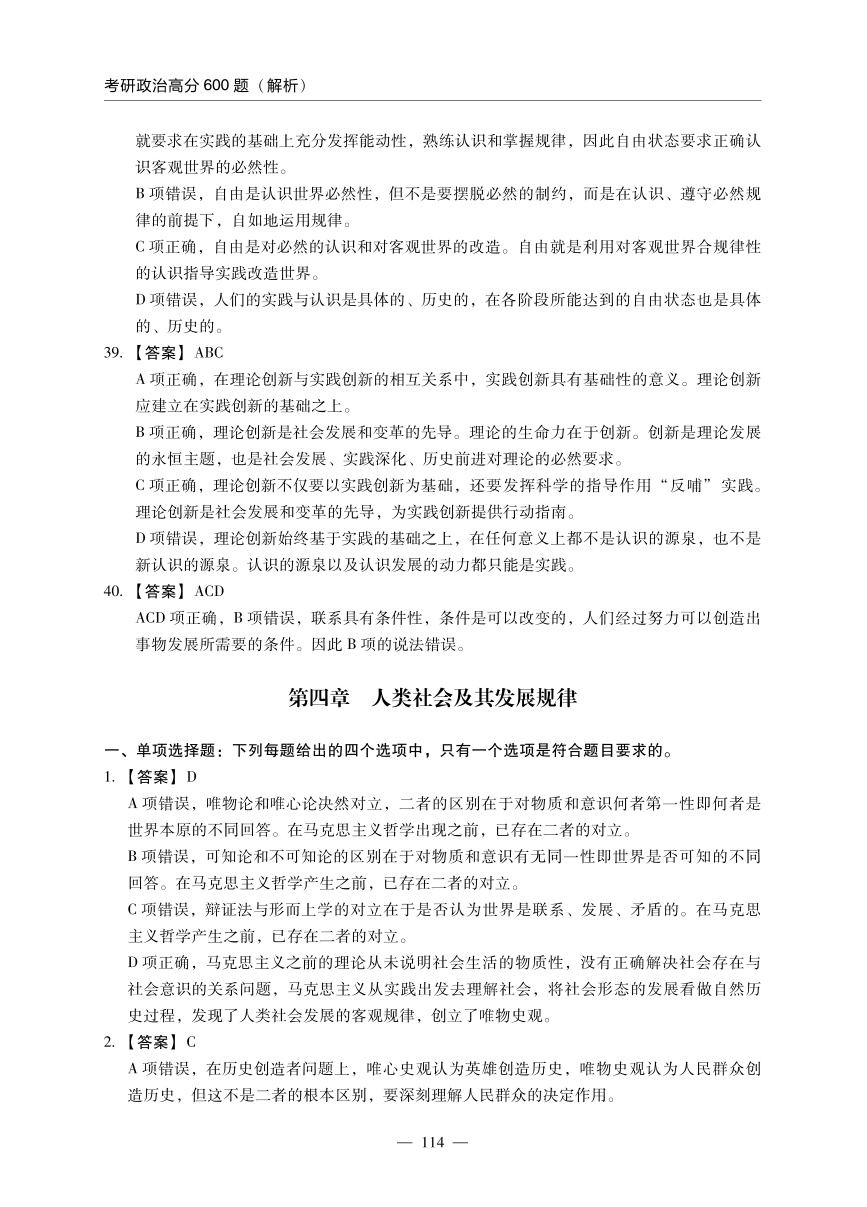 考研政治高分 600 题（解析）
就要求在实践的基础上充分发挥能动性，熟练认识和掌握规律，因此自由状态要求正确认
识客观世界的必然性。
B 项错误，自由是认识世界必然性，但不是要摆脱必然的制约，而是在认识、遵守必然规
律的前提下，自如地运用规律。
C 项正确，自由是对必然的认识和对客观世界的改造。自由就是利用对客观世界合规律性
的认识指导实践改造世界。
D 项错误，人们的实践与认识是具体的、历史的，在各阶段所能达到的自由状态也是具体
的、历史的。
39. 【答案】 ABC
A 项正确，在理论创新与实践创新的相互关系中，实践创新具有基础性的意义。理论创新
应建立在实践创新的基础之上。
B 项正确，理论创新是社会发展和变革的先导。理论的生命力在于创新。创新是理论发展
的永恒主题，也是社会发展、实践深化、历史前进对理论的必然要求。
C 项正确，理论创新不仅要以实践创新为基础，还要发挥科学的指导作用“反哺”实践。
理论创新是社会发展和变革的先导，为实践创新提供行动指南。
D 项错误，理论创新始终基于实践的基础之上，在任何意义上都不是认识的源泉，也不是
新认识的源泉。认识的源泉以及认识发展的动力都只能是实践。
40. 【答案】 ACD
ACD 项正确，B 项错误，联系具有条件性，条件是可以改变的，人们经过努力可以创造出
事物发展所需要的条件。因此 B 项的说法错误。
第四章　人类社会及其发展规律
一、单项选择题：下列每题给出的四个选项中，只有一个选项是符合题目要求的。
1. 【答案】 D
A 项错误，唯物论和唯心论决然对立，二者的区别在于对物质和意识何者第一性即何者是
世界本原的不同回答。在马克思主义哲学出现之前，已存在二者的对立。
B 项错误，可知论和不可知论的区别在于对物质和意识有无同一性即世界是否可知的不同
回答。在马克思主义哲学产生之前，已存在二者的对立。
C 项错误，辩证法与形而上学的对立在于是否认为世界是联系、发展、矛盾的。在马克思
主义哲学产生之前，已存在二者的对立。
D 项正确，马克思主义之前的理论从未说明社会生活的物质性，没有正确解决社会存在与
社会意识的关系问题，马克思主义从实践出发去理解社会，将社会形态的发展看做自然历
史过程，发现了人类社会发展的客观规律，创立了唯物史观。
2. 【答案】 C
A 项错误，在历史创造者问题上，唯心史观认为英雄创造历史，唯物史观认为人民群众创
造历史，但这不是二者的根本区别，要深刻理解人民群众的决定作用。
— 114 —